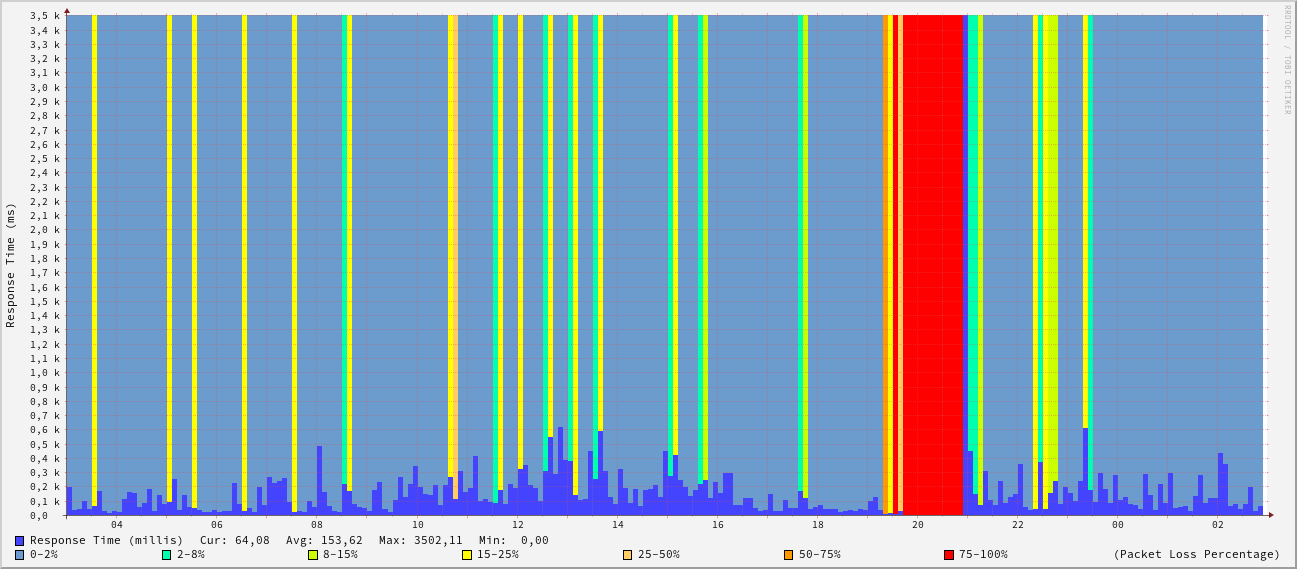 3,5 k
3,4 k
3,3 k
3,2 k
3,1 k
3,0 k
2,9 k
2,8 k
2,7 k
2,6 k
2,5 k
2,4 k
2,3 k
2,2 k
2,1 k
2,0 k
1,9 k
1,8 k
1,7 k
1,6 k
1,5 k
1,4 k
1,3 k
1,2 k
1,1 k
1,0 k
0,9 k
0,8 k
0,7 k
0,6 k
0,5 k
0,4 k
0,3 k
0,2 k
0,1 k
0,0
Response Time (ms)
RRDTOOL / TOBI OETIKER
04 06 08 10 12 14 16 18 20 22 00 02
Response Time (millis) Cur: 64,08 Avg: 153,62 Max: 3502,11 Min: 0,00
0-2% 2-8% 8-15% 15-25% 25-50% 50-75% 75-100% (Packet Loss Percentage)